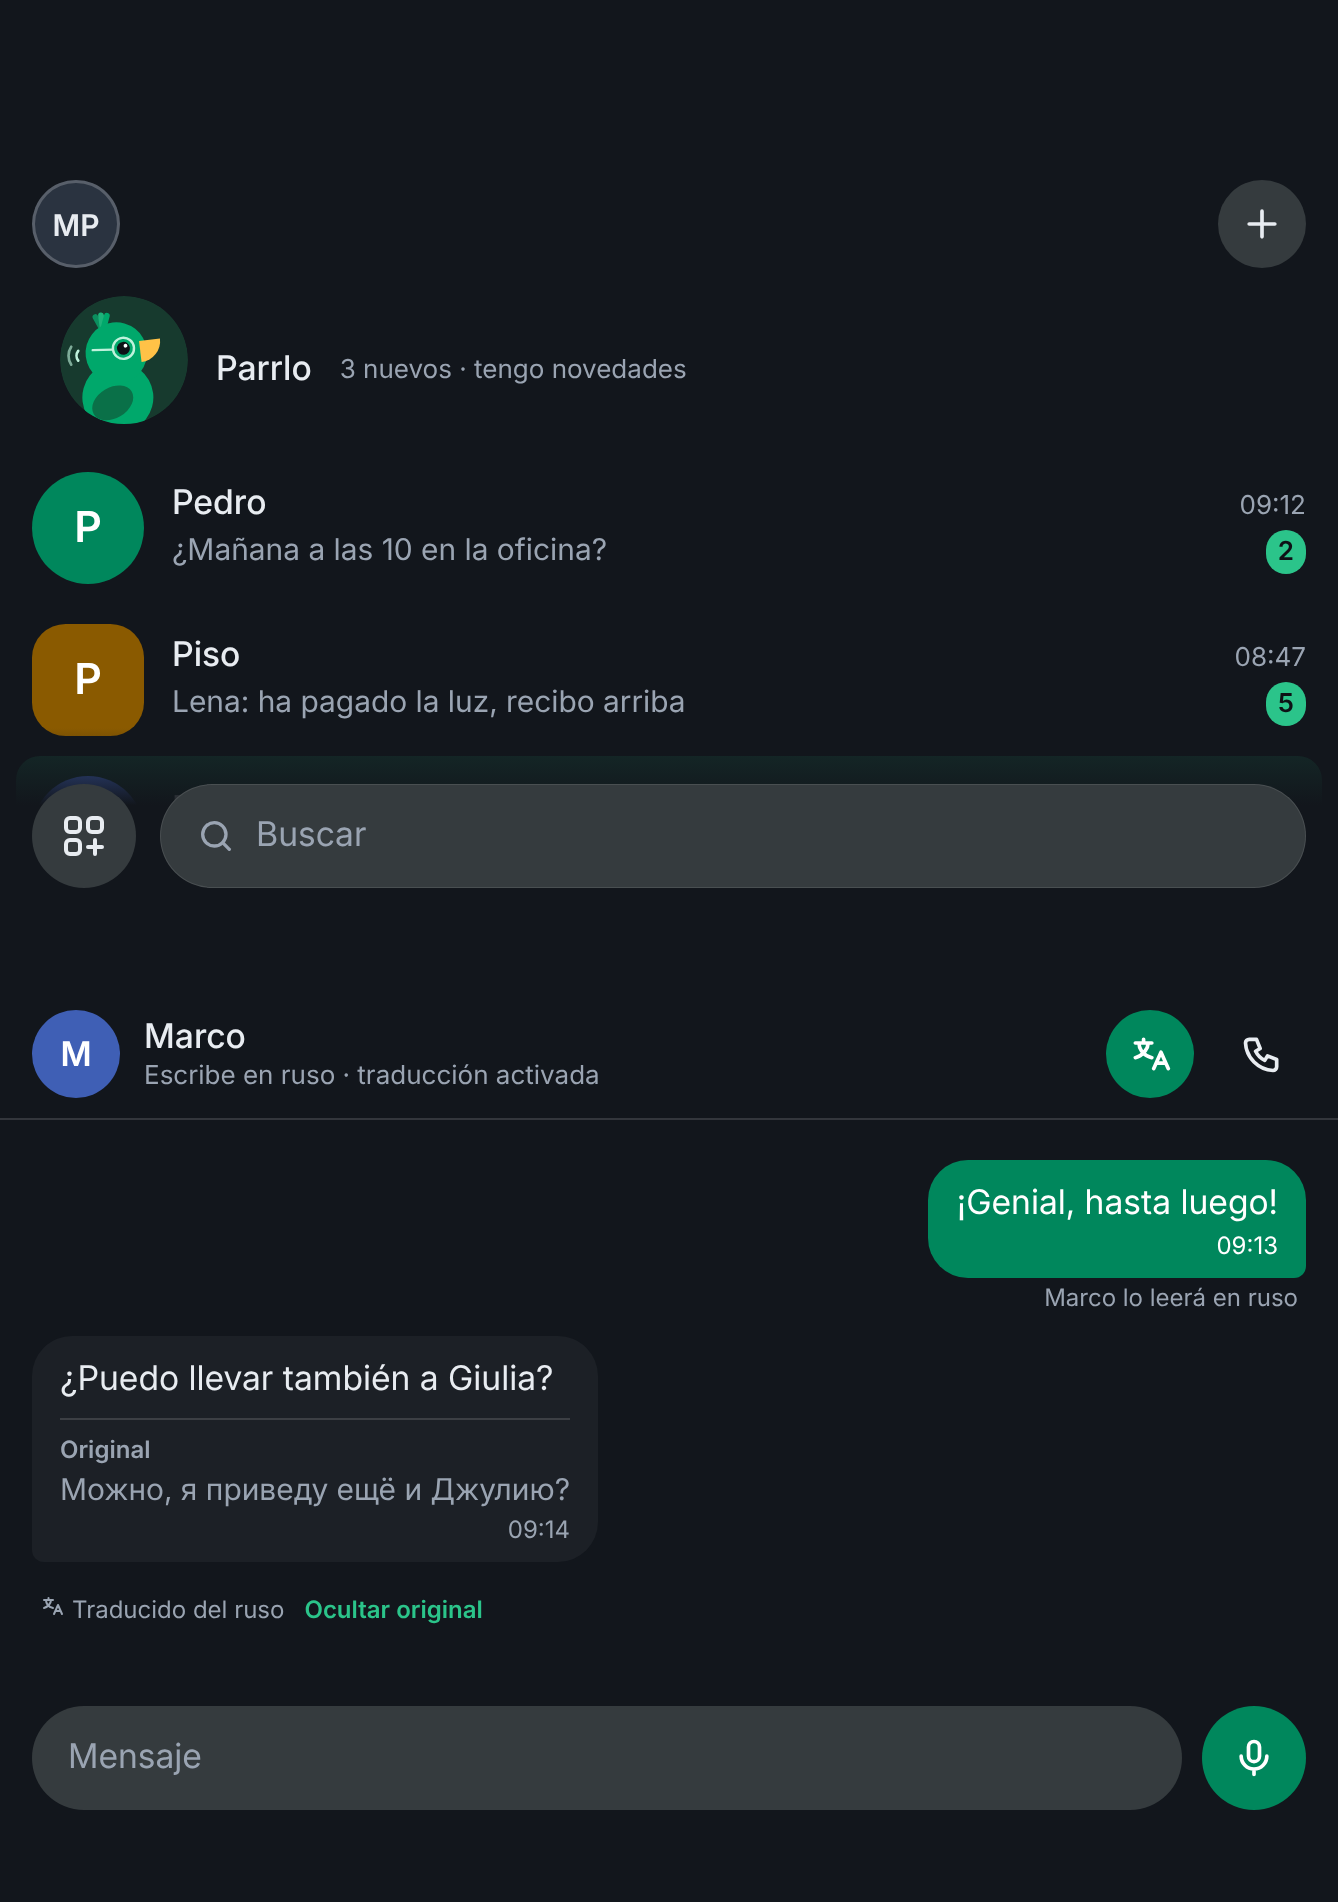 MP
Parrlo 3 nuevos · tengo novedades
P
Pedro
09:12
¿Mañana a las 10 en la oficina?
2
P
Piso
08:47
Lena: ha pagado la luz, recibo arriba
5
Buscar
M
Marco
Escribe en ruso · traducción activada
¡Genial, hasta luego!
09:13
Marco lo leerá en ruso
¿Puedo llevar también a Giulia?
Original
Можно, я приведу ещё и Джулию?
09:14
Traducido del ruso Ocultar original
Mensaje